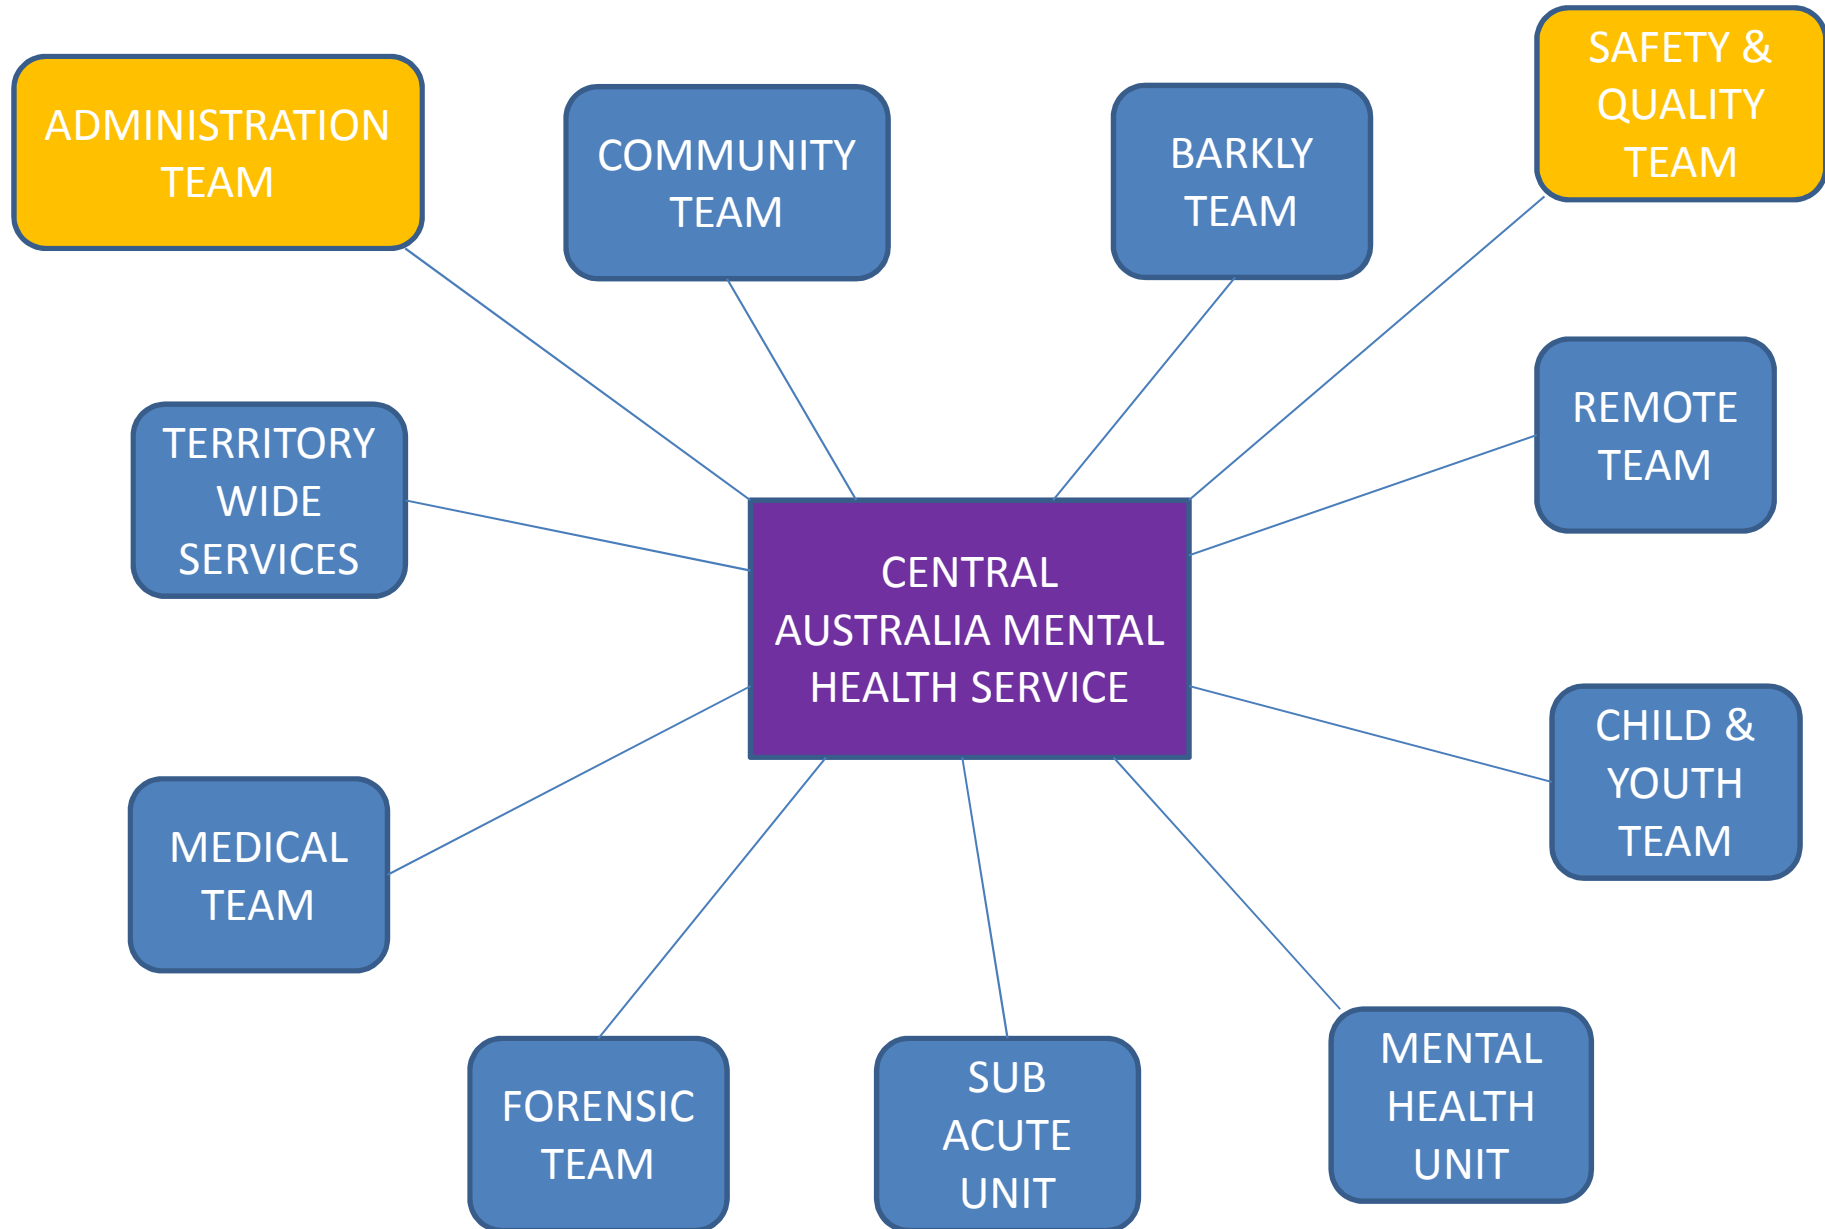 ADMINISTRATION
TEAM
COMMUNITY
TEAM
BARKLY
TEAM
SAFETY &
QUALITY
TEAM
TERRITORY
WIDE
SERVICES
REMOTE
TEAM
CENTRAL
AUSTRALIA MENTAL
HEALTH SERVICE
MEDICAL
TEAM
CHILD &
YOUTH
TEAM
FORENSIC
TEAM
SUB
ACUTE
UNIT
MENTAL
HEALTH
UNIT